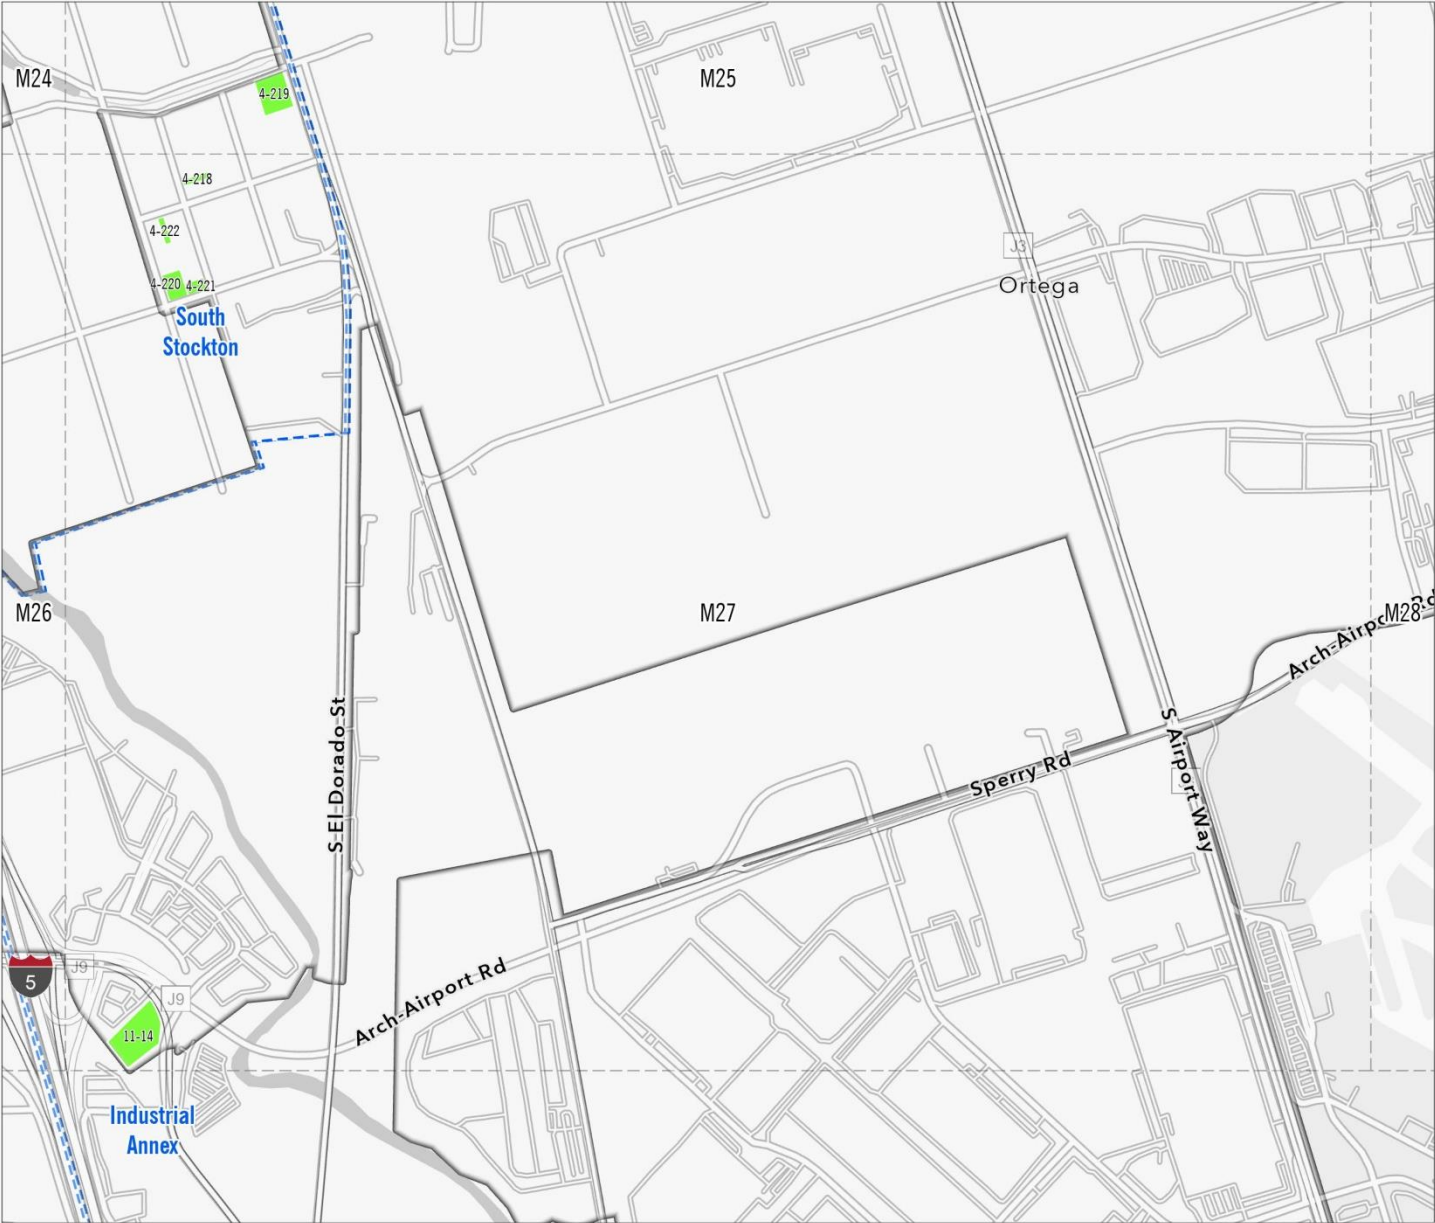 M24
M25
4-219
4-218
4-222
J3
4-220
4-221
Ortega
South
Stockton
M26
M27
M28
Arch-Airport Rd
S El Dorado St
Sperry Rd
S Airport Way
5
J9
J9
Arch-Airport Rd
11-14
Industrial
Annex